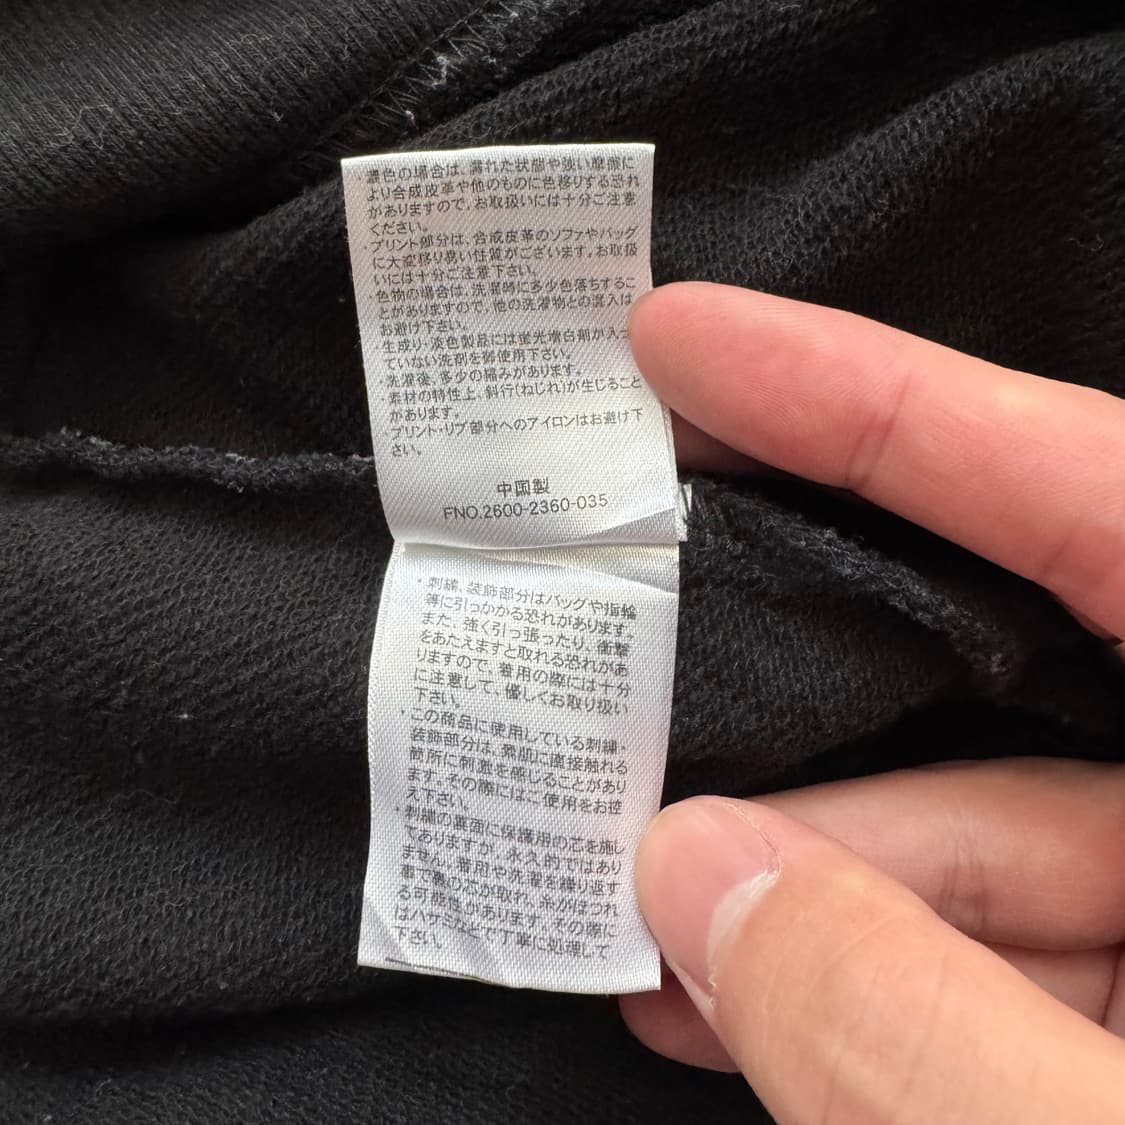 濃色の場合は、濡れた状態や強い摩擦に
より合成皮革や他のものに色移りする恐れ
がありますので、お取扱いには十分ご注意
ください。
・プリント部分は、合成皮革のソファやバッグ
に大変移り易い性質がございます。お取扱
いには十分ご注意下さい。
・色物の場合は、洗濯時に多少色落ちするこ
とがありますので、他の洗濯物との混入は
お避け下さい。
生成り・淡色製品には蛍光増白剤が入っ
ていない洗剤を御使用下さい。
・洗濯後、多少の縮みがあります。
・素材の特性上、斜行(ねじれ)が生じること
があります。
・プリント・リブ部分へのアイロンはお避け下
さい。
中国製
FNO.2600-2360-035
・刺繍、装飾部分はバッグや指輪
等に引っかかる恐れがあります。
また、強く引っ張ったり、衝撃
をあたえますと取れる恐れがあ
りますので、着用の際には十分
に注意して、優しくお取り扱い
下さい。
・この商品に使用している刺繍・
装飾部分は、素肌に直接触れる
箇所に刺激を感じることがあり
ます。その際にはご使用をお控
え下さい。
・刺繍の裏面に保護用の芯を施し
てありますが、永久的ではあり
ません。着用や洗濯を繰り返す
事で裏の芯が取れ、糸がほつれ
る可能性があります。その際に
はハサミなどで丁寧に処理して
下さい。